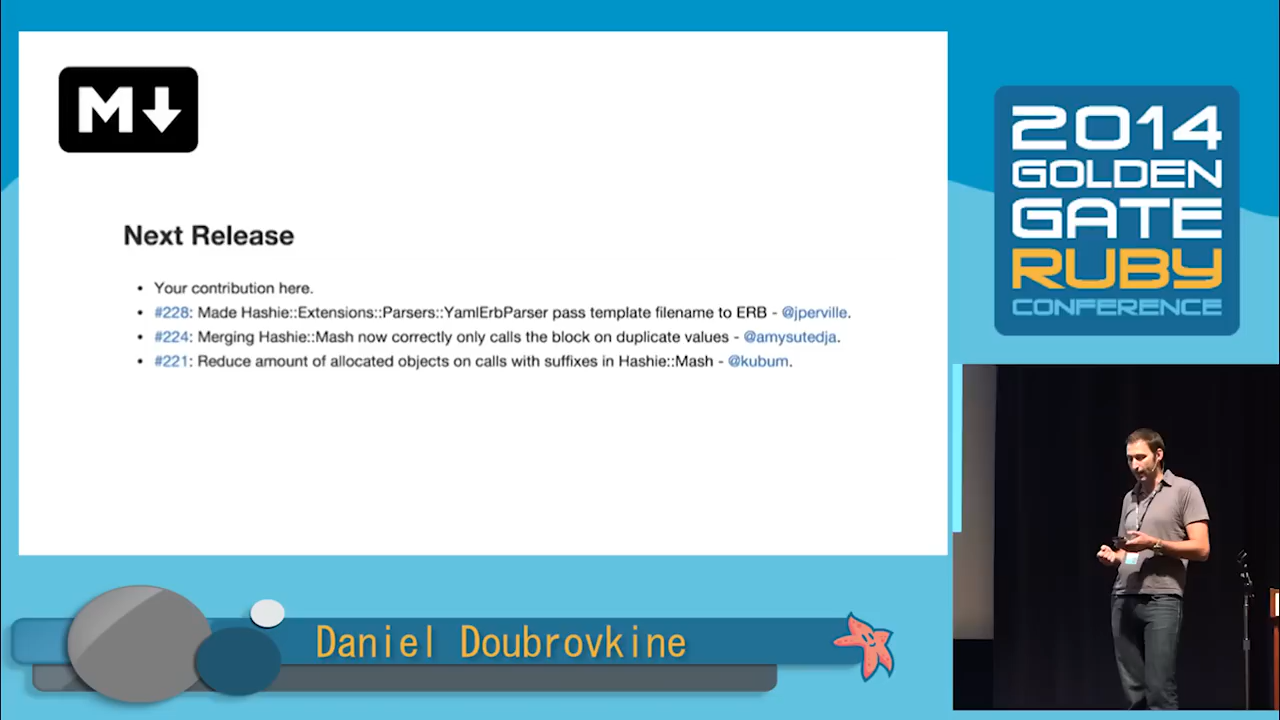 M
Next Release
• Your contribution here.
• #228: Made Hashie::Extensions::Parsers::YamlErbParser pass template filename to ERB - @jperville.
• #224: Merging Hashie::Mash now correctly only calls the block on duplicate values - @amysutedja.
• #221: Reduce amount of allocated objects on calls with suffixes in Hashie::Mash - @kubum.
2014
GOLDEN
GATE
RUBY
CONFERENCE
Daniel Doubrovkine